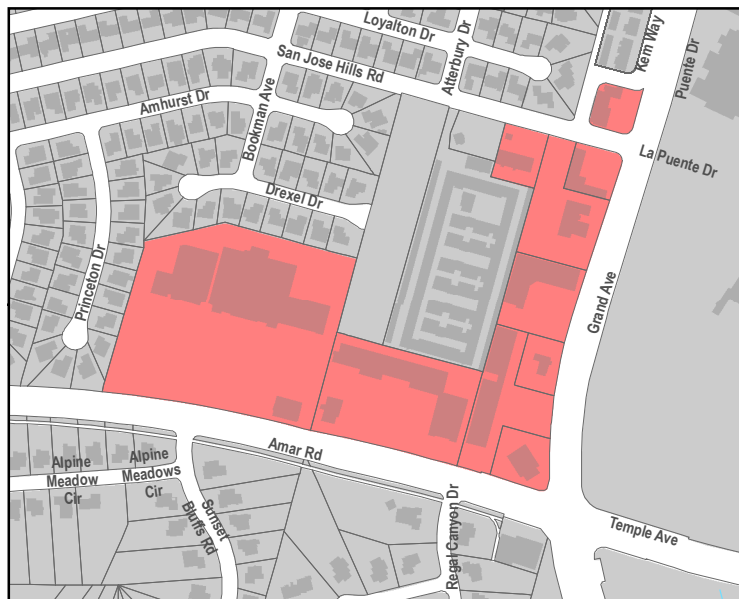 Loyalton Dr
Atterbury Dr
San Jose Hills Rd
Kem Way
Puente Dr
Amhurst Dr
Bookman Ave
La Puente Dr
Drexel Dr
Princeton Dr
Grand Ave
Amar Rd
Alpine
Meadow
Cir
Alpine
Meadows
Cir
Sunset
Bluffs Rd
Regal Canyon Dr
Temple Ave